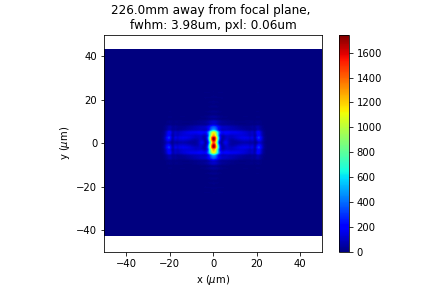 226.0mm away from focal plane,
fwhm: 3.98um, pxl: 0.06um
40
20
0
−20
−40
y (μm)
−40 −20 0 20 40
x (μm)
1600
1400
1200
1000
800
600
400
200
0